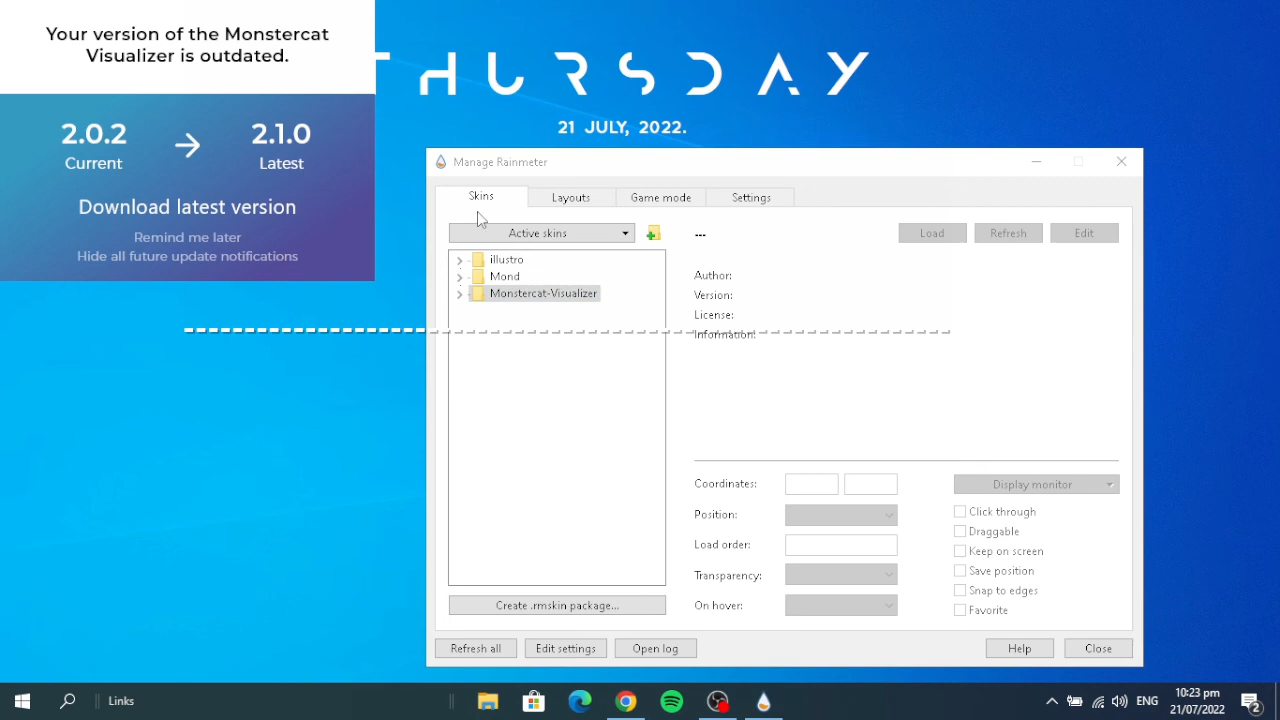 Your version of the Monstercat
Visualizer is outdated.
2.0.2
Current
2.1.0
Latest
Download latest version
Remind me later
Hide all future update notifications
THURSDAY
21 JULY, 2022.
Manage Rainmeter
Skins
Layouts
Game mode
Settings
Active skins
---
Load
Refresh
Edit
illustro
Mond
Monstercat-Visualizer
Author:
Version:
License:
Information:
Coordinates:
Display monitor
Position:
Click through
Draggable
Load order:
Keep on screen
Transparency:
Save position
Snap to edges
On hover:
Favorite
Create .rmskin package...
Refresh all
Edit settings
Open log
Help
Close
Links
ENG
10:23 pm
21/07/2022
2